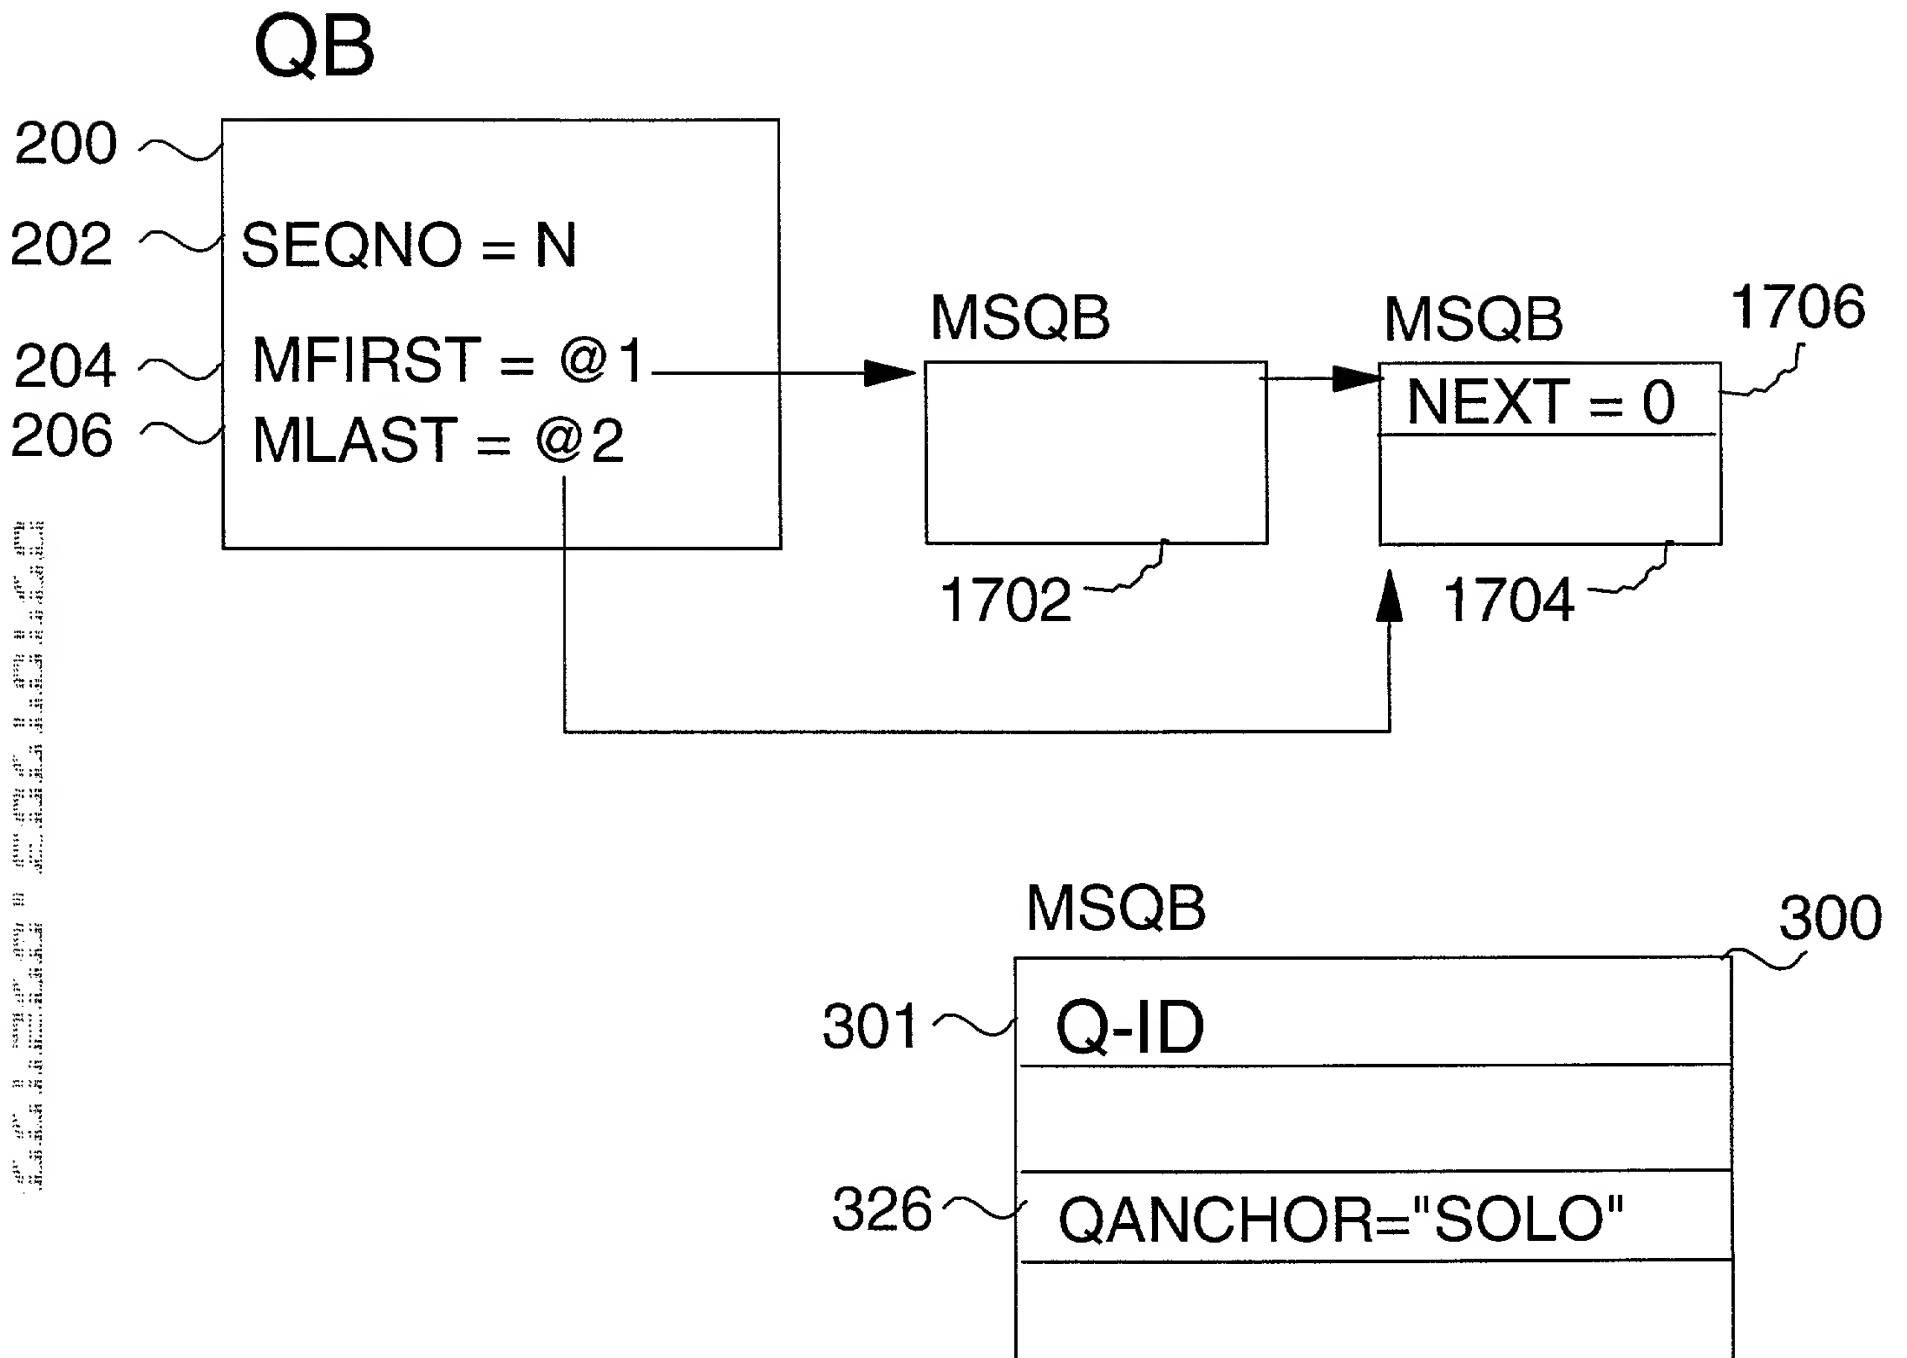 QB
200
202 SEQNO = N
204 MFIRST = @1
206 MLAST = @2
MSQB
1702
MSQB
1706
NEXT = 0
1704
MSQB
300
301 Q-ID
326 QANCHOR="SOLO"